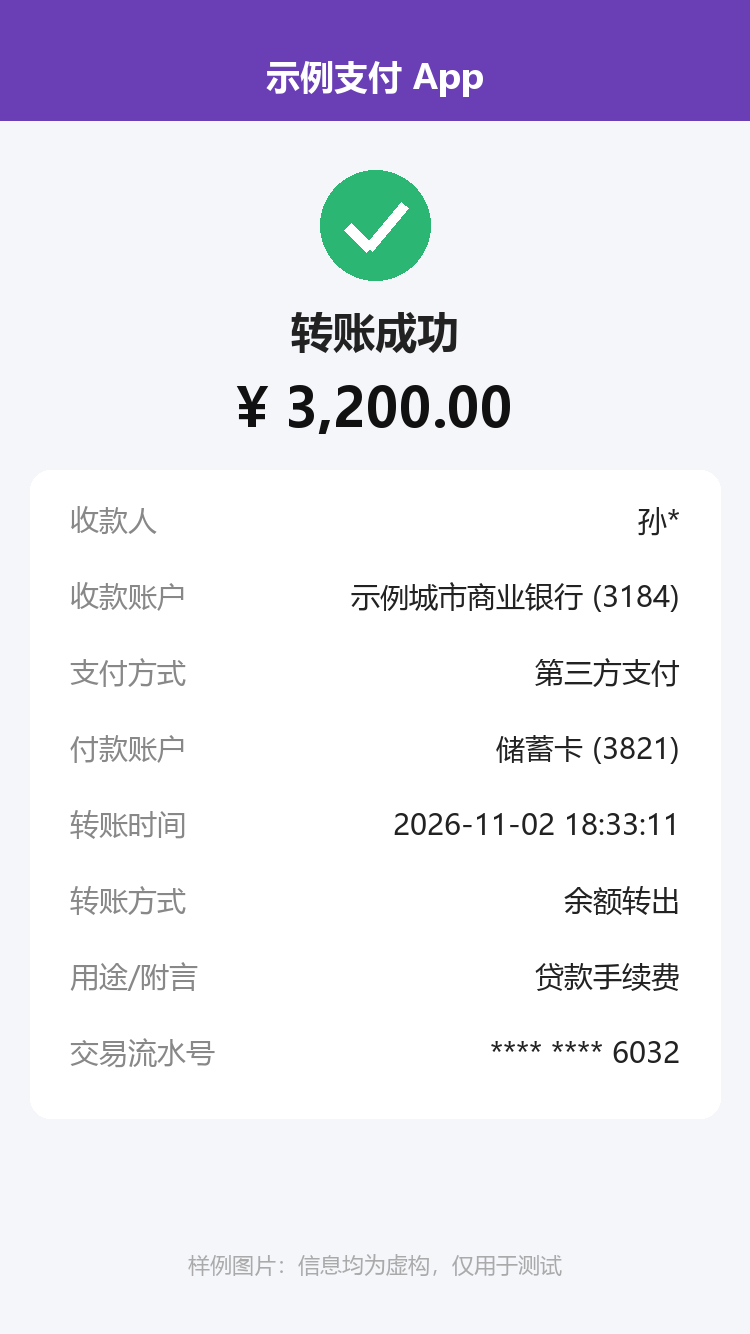 示例支付 App
转账成功
¥ 3,200.00
收款人 孙*
收款账户 示例城市商业银行 (3184)
支付方式 第三方支付
付款账户 储蓄卡 (3821)
转账时间 2026-11-02 18:33:11
转账方式 余额转出
用途/附言 贷款手续费
交易流水号 **** **** 6032
样例图片：信息均为虚构，仅用于测试